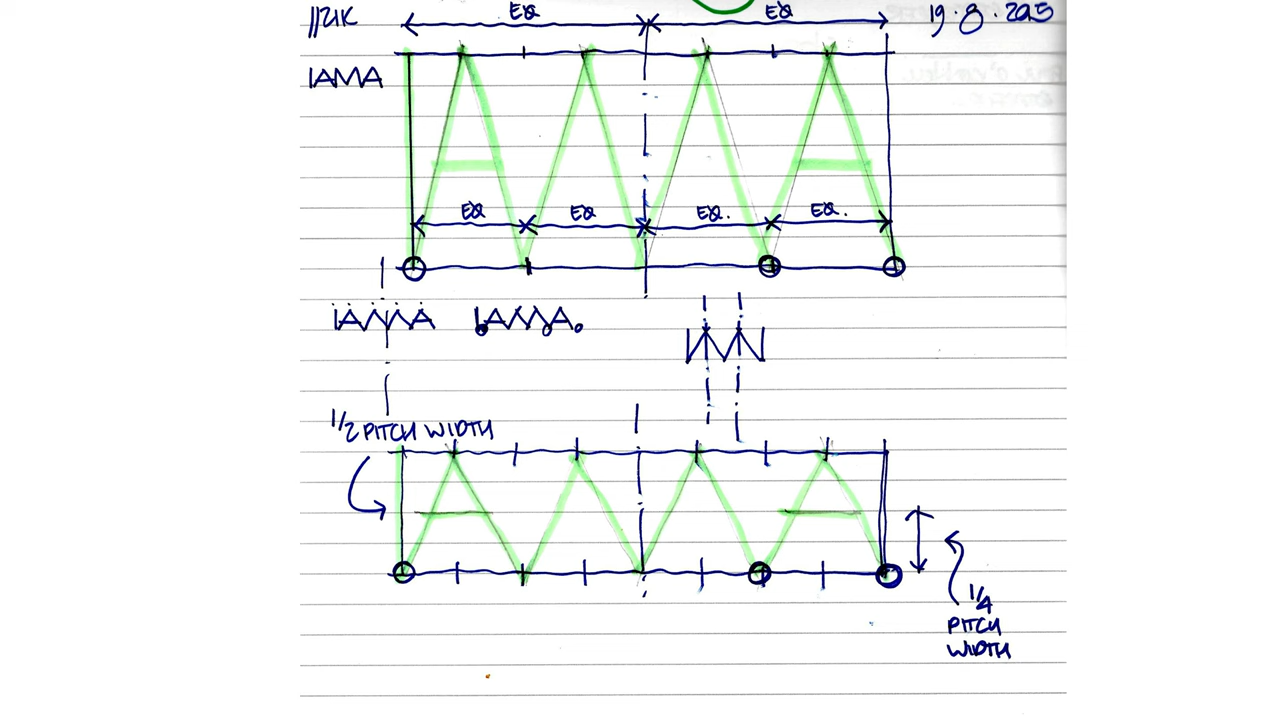 EQ EQ 19.8.2025
IAMA
EQ EQ EQ. EQ.
IAMA IAMA.
1/2 PITCH WIDTH
1/4
PITCH
WIDTH